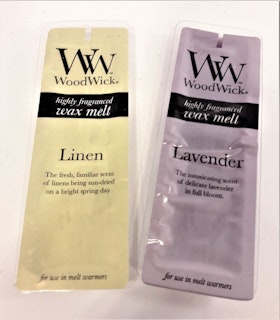 WW
WoodWick®
highly fragranced
wax melt
Linen
The fresh, familiar scent
of linens being sun-dried
on a bright spring day.
for use in melt warmers
WW
WoodWick®
highly fragranced
wax melt
Lavender
The intoxicating scent
of delicate lavender
in full bloom.
for use in melt warmers